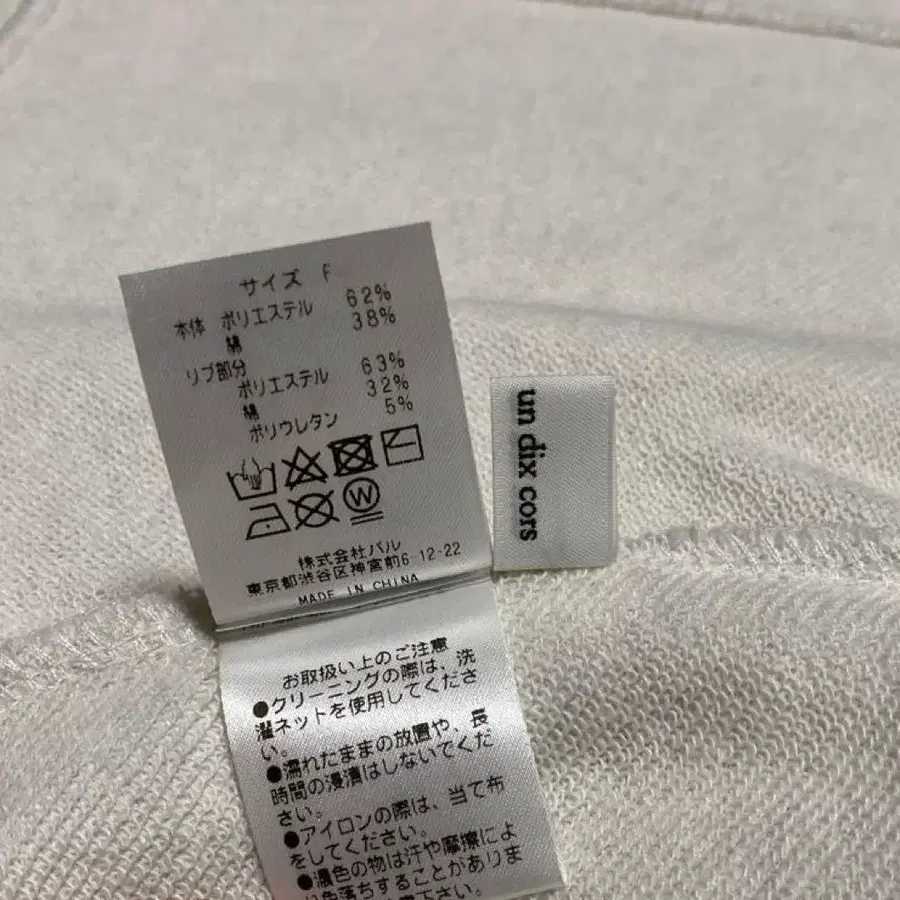 サイズ F
本体 ポリエステル 62%
綿 38%
リブ部分
ポリエステル 63%
綿 32%
ポリウレタン 5%
W
株式会社バル
東京都渋谷区神宮前6-12-22
MADE IN CHINA
un dix cors
お取扱い上のご注意
●クリーニングの際は、洗
濯ネットを使用してくださ
い。
●濡れたままの放置や、長
時間の浸漬はしないでくだ
さい。
●アイロンの際は、当て布
をしてください。
●濃色の物は汗や摩擦によ
り色落ちすることがありま